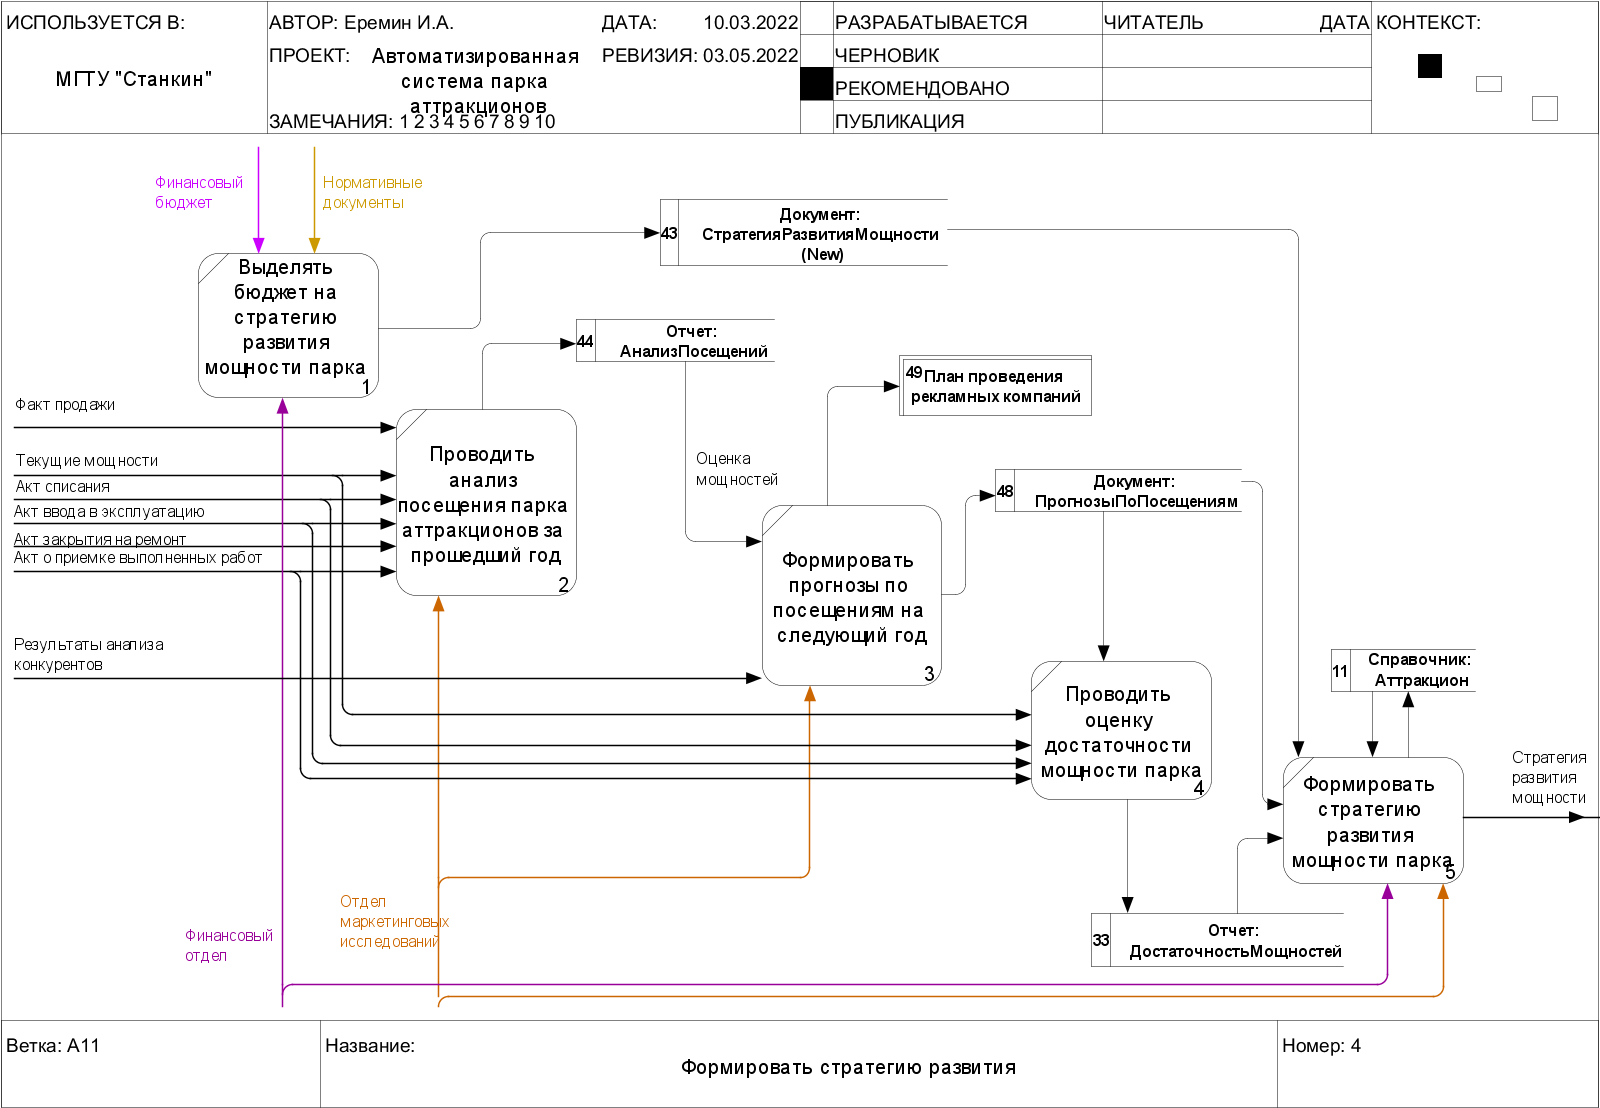 ИСПОЛЬЗУЕТСЯ В:
МГТУ "Станкин"
АВТОР: Еремин И.А.
ДАТА: 10.03.2022
ПРОЕКТ: Автоматизированная
система парка
аттракционов
РЕВИЗИЯ: 03.05.2022
ЗАМЕЧАНИЯ: 1 2 3 4 5 6 7 8 9 10
РАЗРАБАТЫВАЕТСЯ
ЧЕРНОВИК
РЕКОМЕНДОВАНО
ПУБЛИКАЦИЯ
ЧИТАТЕЛЬ
ДАТА
КОНТЕКСТ:
Финансовый
бюджет
Нормативные
документы
Выделять
бюджет на
стратегию
развития
мощности парка
1
43
Документ:
СтратегияРазвитияМощности
(New)
44
Отчет:
АнализПосещений
49
План проведения
рекламных компаний
Факт продажи
Текущие мощности
Акт списания
Акт ввода в эксплуатацию
Акт закрытия на ремонт
Акт о приемке выполненных работ
Проводить
анализ
посещения парка
аттракционов за
прошедший год
2
Оценка
мощностей
48
Документ:
ПрогнозыПоПосещениям
Формировать
прогнозы по
посещениям на
следующий год
3
Результаты анализа
конкурентов
Проводить
оценку
достаточности
мощности парка
4
11
Справочник:
Аттракцион
Формировать
стратегию
развития
мощности парка
5
Стратегия
развития
мощности
Отдел
маркетинговых
исследований
Финансовый
отдел
33
Отчет:
ДостаточностьМощностей
Ветка: A11
Название:
Формировать стратегию развития
Номер: 4